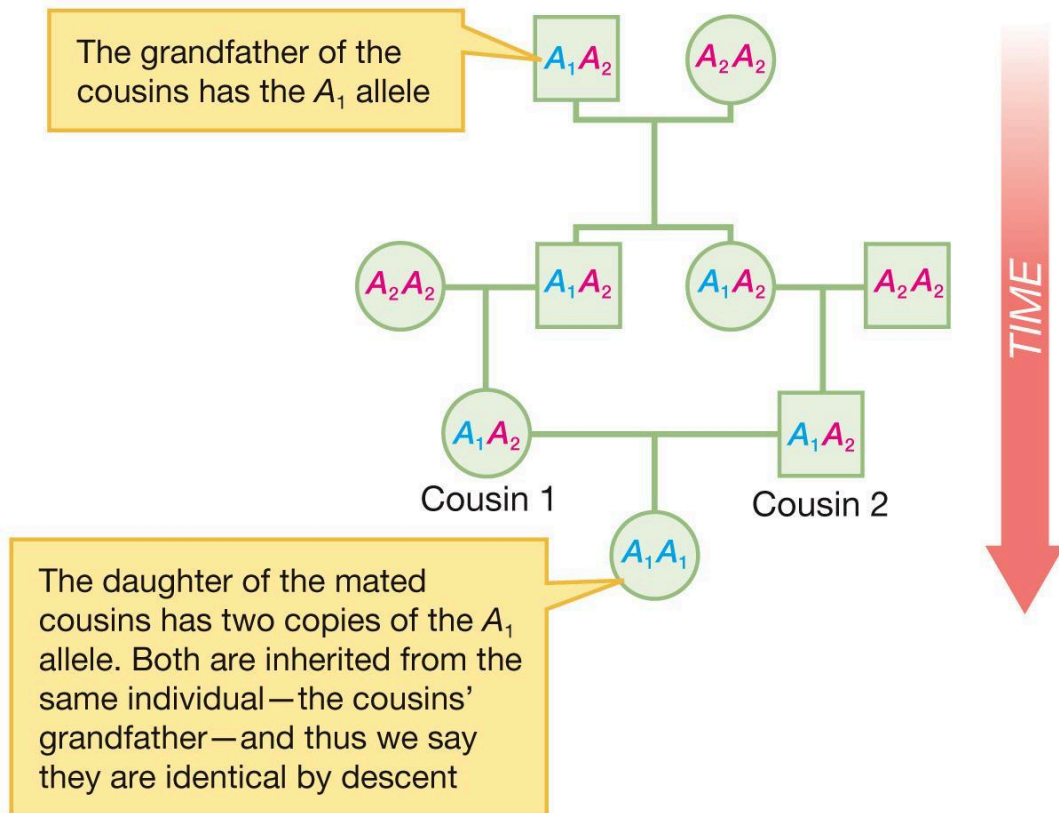 The grandfather of the
cousins has the A₁ allele
A₁A₂
A₂A₂
A₂A₂
A₁A₂
A₁A₂
A₂A₂
TIME
A₁A₂
A₁A₂
Cousin 1
Cousin 2
A₁A₁
The daughter of the mated
cousins has two copies of the A₁
allele. Both are inherited from the
same individual—the cousins’
grandfather—and thus we say
they are identical by descent